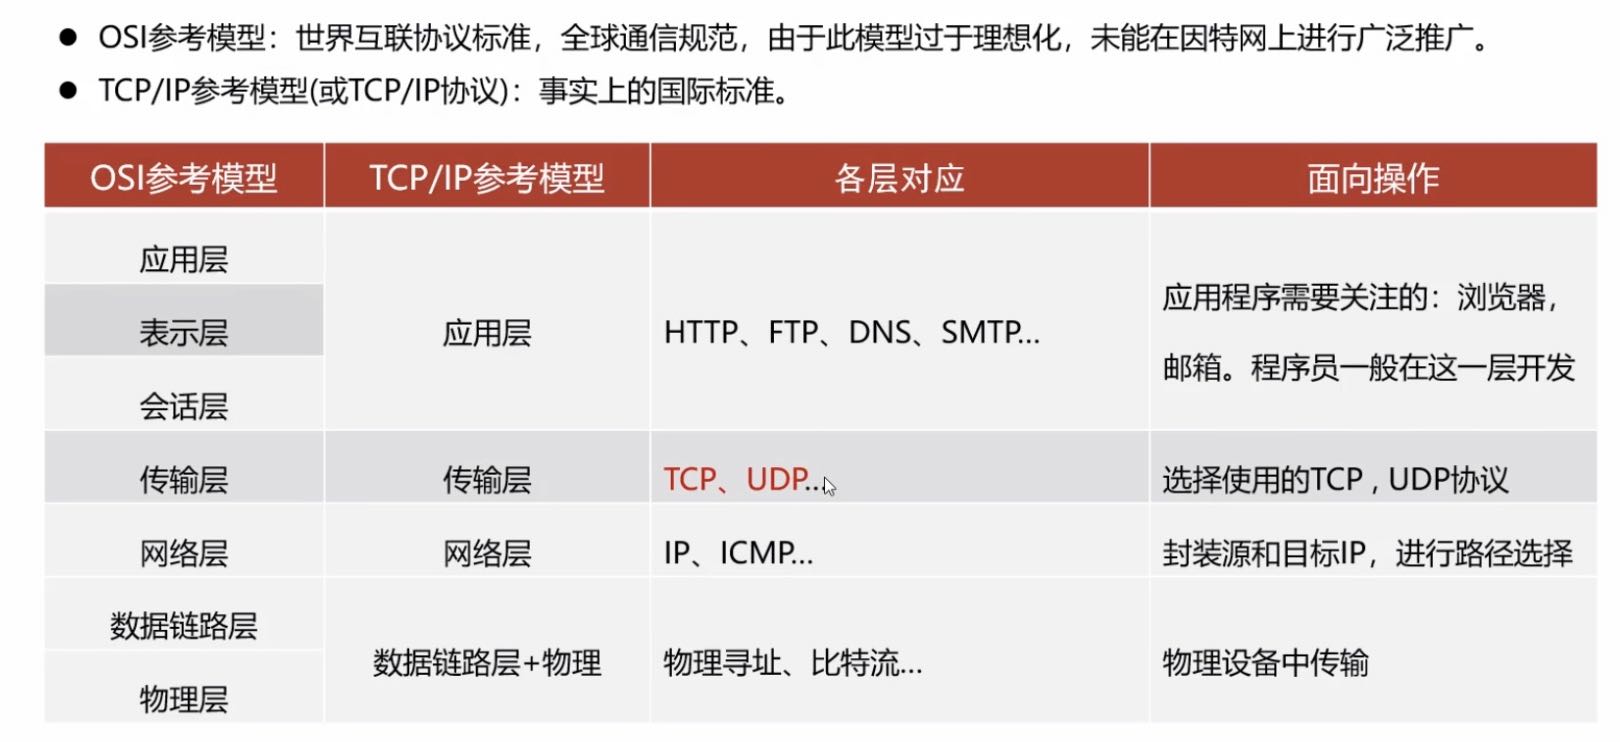 ● OSI参考模型：世界互联协议标准，全球通信规范，由于此模型过于理想化，未能在因特网上进行广泛推广。
● TCP/IP参考模型(或TCP/IP协议)：事实上的国际标准。
OSI参考模型 TCP/IP参考模型 各层对应 面向操作
应用层
表示层
会话层
应用层
HTTP、FTP、DNS、SMTP...
应用程序需要关注的：浏览器，
邮箱。程序员一般在这一层开发
传输层 传输层 TCP、UDP... 选择使用的TCP , UDP协议
网络层 网络层 IP、ICMP... 封装源和目标IP，进行路径选择
数据链路层
物理层
数据链路层+物理
物理寻址、比特流...
物理设备中传输